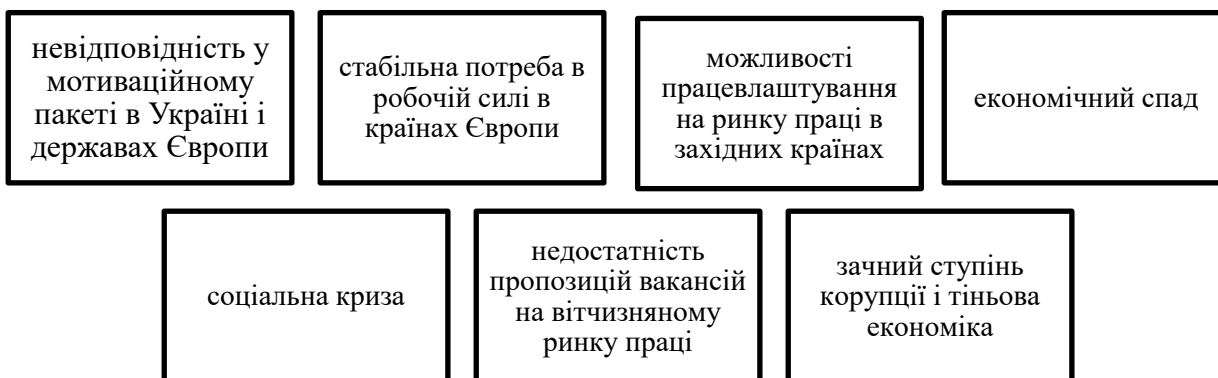 невідповідність у
мотиваційному
пакеті в Україні і
державах Європи
стабільна потреба в
робочій силі в
країнах Європи
можливості
працевлаштування
на ринку праці в
західних країнах
економічний спад
соціальна криза
недостатність
пропозицій вакансій
на вітчизняному
ринку праці
зачний ступінь
корупції і тіньова
економіка